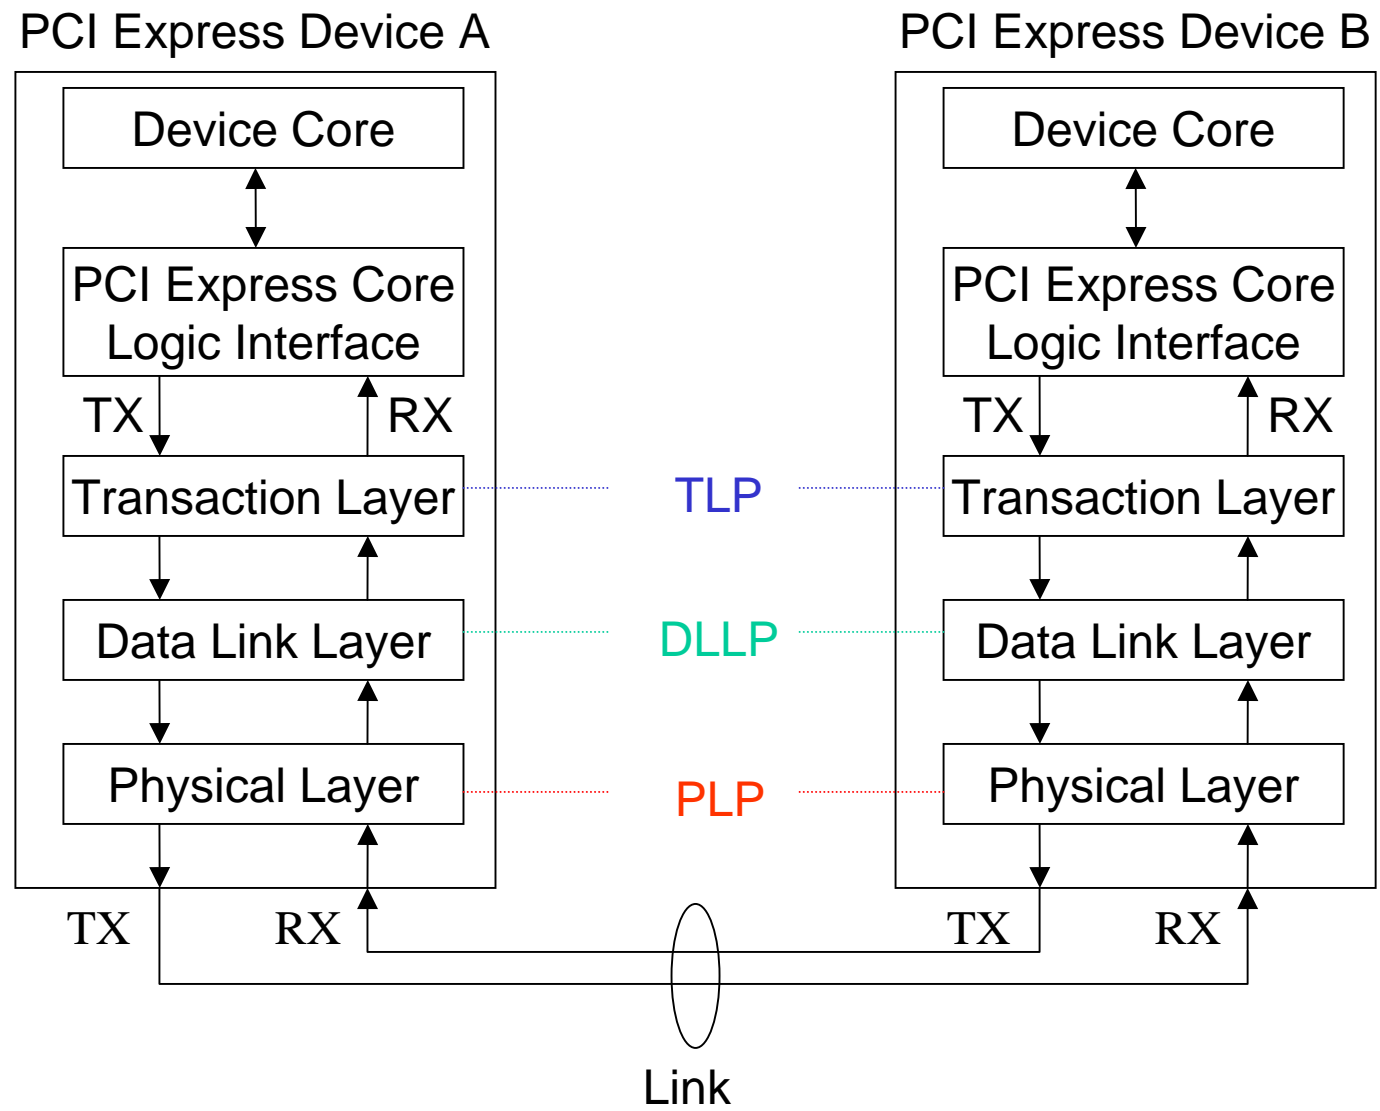 PCI Express Device A
PCI Express Device B
Device Core
Device Core
PCI Express Core
Logic Interface
PCI Express Core
Logic Interface
TX
RX
TX
RX
Transaction Layer
TLP
Transaction Layer
Data Link Layer
DLLP
Data Link Layer
Physical Layer
PLP
Physical Layer
TX
RX
TX
RX
Link